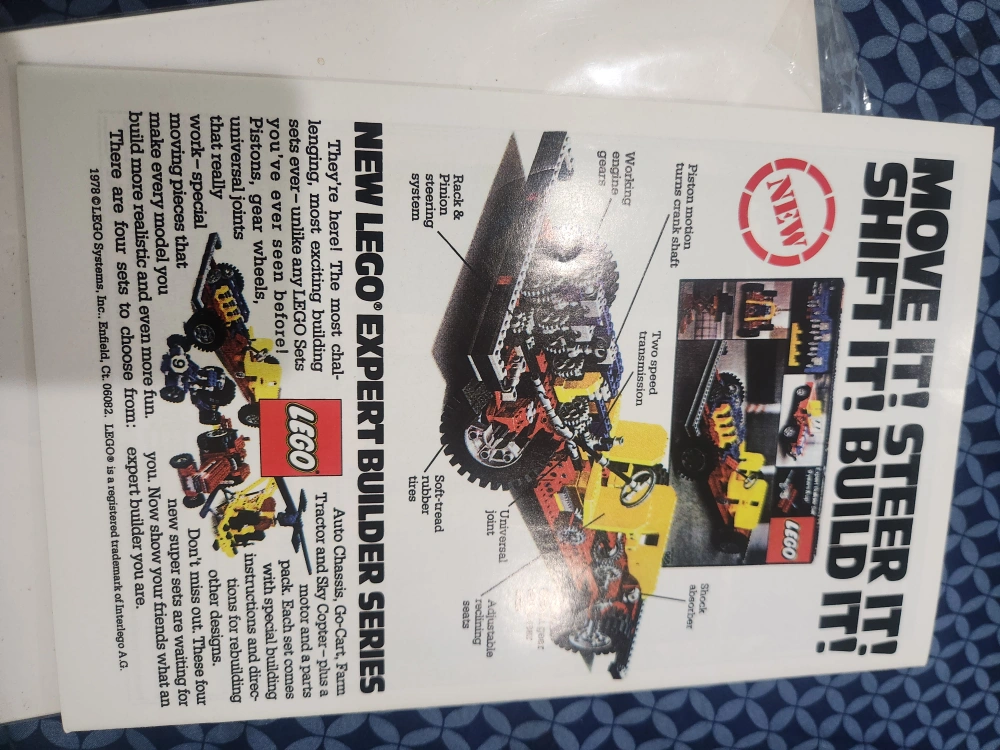 MOVE IT! STEER IT!
SHIFT IT! BUILD IT!
NEW
LEGO
Piston motion
turns crank shaft
Working
engine
gears
Two speed
transmission
Rack &
Pinion
steering
system
Shock
absorber
Soft-tread
rubber
tires
Universal
joint
Adjustable
reclining
seats
NEW LEGO® EXPERT BUILDER SERIES
They're here! The most chal-
lenging, most exciting building
sets ever–unlike any LEGO Sets
you've ever seen before!
Pistons, gear wheels,
universal joints
that really
work–special
moving pieces that
make every model you
build more realistic and even more fun.
There are four sets to choose from:
LEGO
9
Auto Chassis, Go-Cart, Farm
Tractor and Sky Copter–plus a
motor and a parts
pack. Each set comes
with special building
instructions and direc-
tions for rebuilding
other designs.
Don't miss out. These four
new super sets are waiting for
you. Now show your friends what an
expert builder you are.
1978 © LEGO Systems, Inc., Enfield, Ct. 06082. LEGO® is a registered trademark of Interlego A.G.